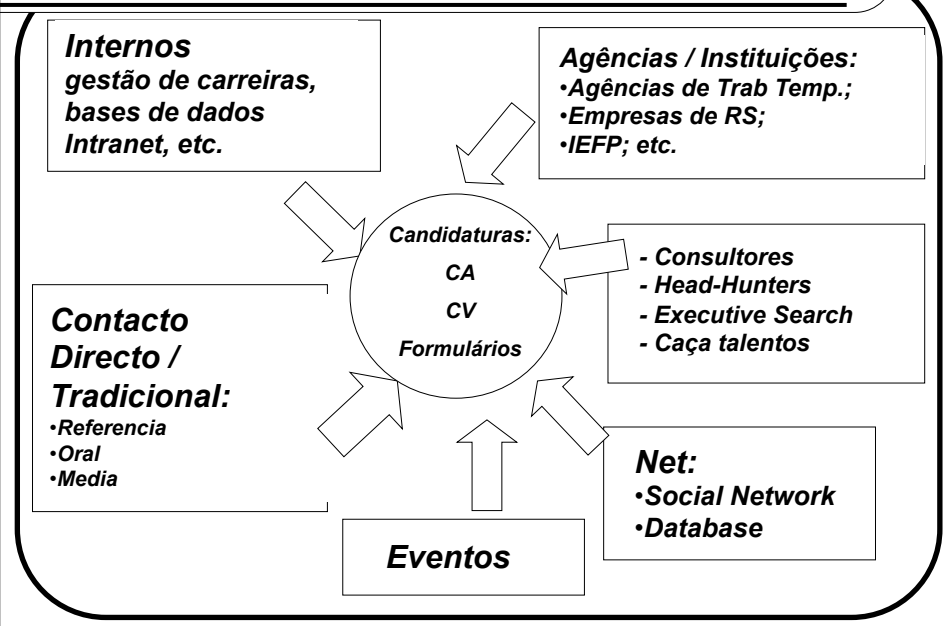 Internos
gestão de carreiras,
bases de dados
Intranet, etc.
Agências / Instituições:
•Agências de Trab Temp.;
•Empresas de RS;
•IEFP; etc.
Candidaturas:
CA
CV
Formulários
- Consultores
- Head-Hunters
- Executive Search
- Caça talentos
Contacto
Directo /
Tradicional:
•Referencia
•Oral
•Media
Net:
•Social Network
•Database
Eventos